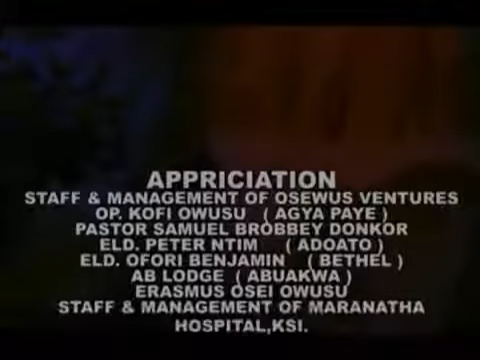 APPRICIATION
STAFF & MANAGEMENT OF OSEWUS VENTURES
OP. KOFI OWUSU ( AGYA PAYE )
PASTOR SAMUEL BROBBEY DONKOR
ELD. PETER NTIM ( ADOATO )
ELD. OFORI BENJAMIN ( BETHEL )
AB LODGE ( ABUAKWA )
ERASMUS OSEI OWUSU
STAFF & MANAGEMENT OF MARANATHA
HOSPITAL,KSI.